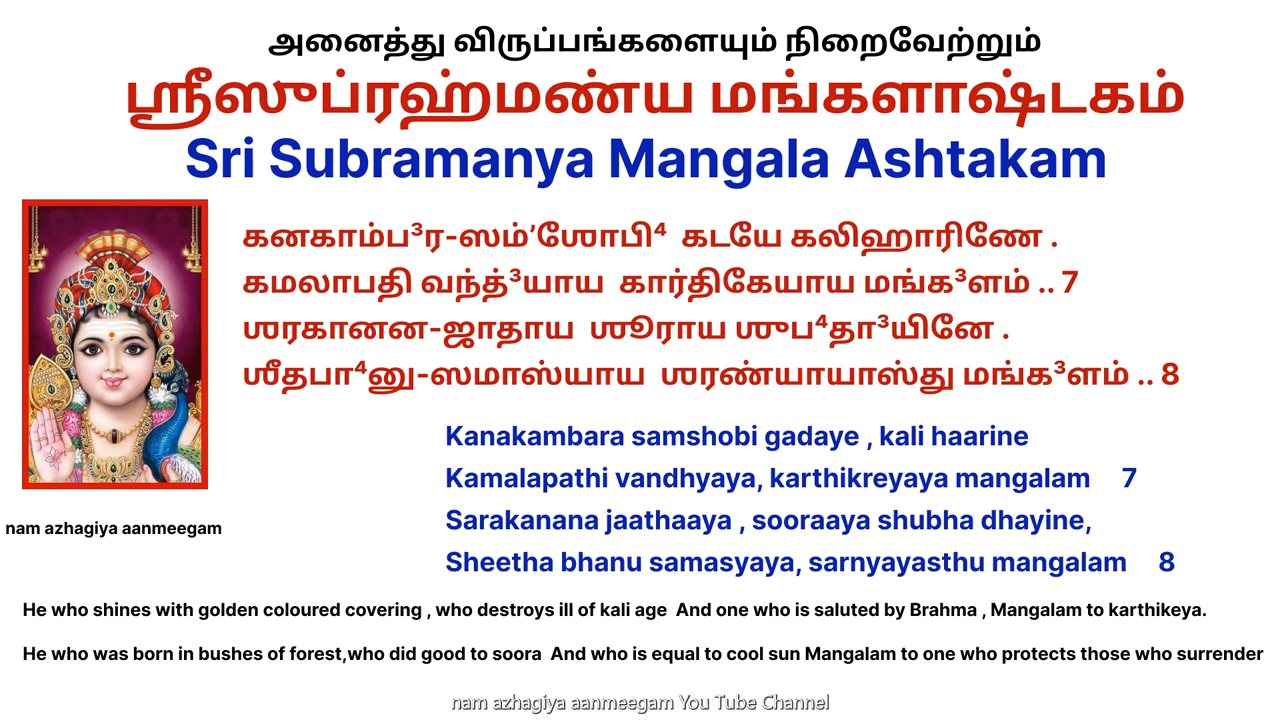 அனைத்து விருப்பங்களையும் நிறைவேற்றும்
ஸ்ரீஸுப்ரஹ்மண்ய மங்களாஷ்டகம்
Sri Subramanya Mangala Ashtakam
கனகாம்ப³ர-ஸம்ʼஶோபி⁴ கடயே கலிஹாரிணே .
கமலாபதி வந்த்³யாய கார்திகேயாய மங்க³ளம் .. 7
ஶரகானன-ஜாதாய ஶூராய ஶுப⁴தா³யினே .
ஶீதபா⁴னு-ஸமாஸ்யாய ஶரண்யாயாஸ்து மங்க³ளம் .. 8
Kanakambara samshobi gadaye , kali haarine
Kamalapathi vandhyaya, karthikreyaya mangalam 7
Sarakanana jaathaaya , sooraaya shubha dhayine,
Sheetha bhanu samasyaya, sarnyayasthu mangalam 8
nam azhagiya aanmeegam
He who shines with golden coloured covering , who destroys ill of kali age And one who is saluted by Brahma , Mangalam to karthikeya.
He who was born in bushes of forest,who did good to soora And who is equal to cool sun Mangalam to one who protects those who surrender
nam azhagiya aanmeegam You Tube Channel